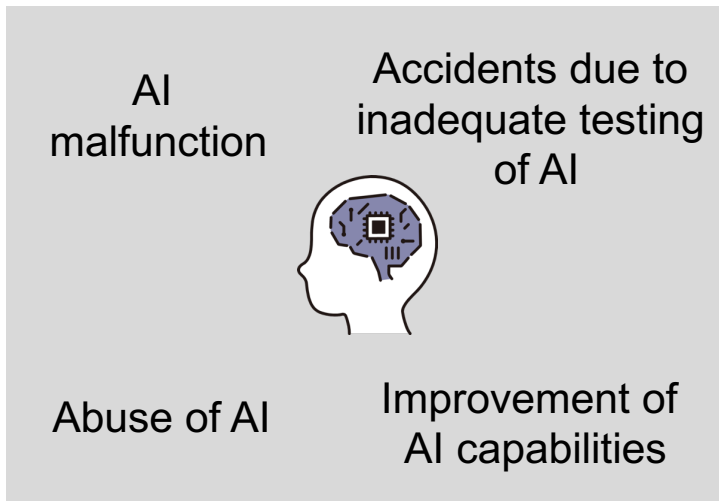 AI
malfunction
Accidents due to
inadequate testing
of AI
Abuse of AI
Improvement of
AI capabilities